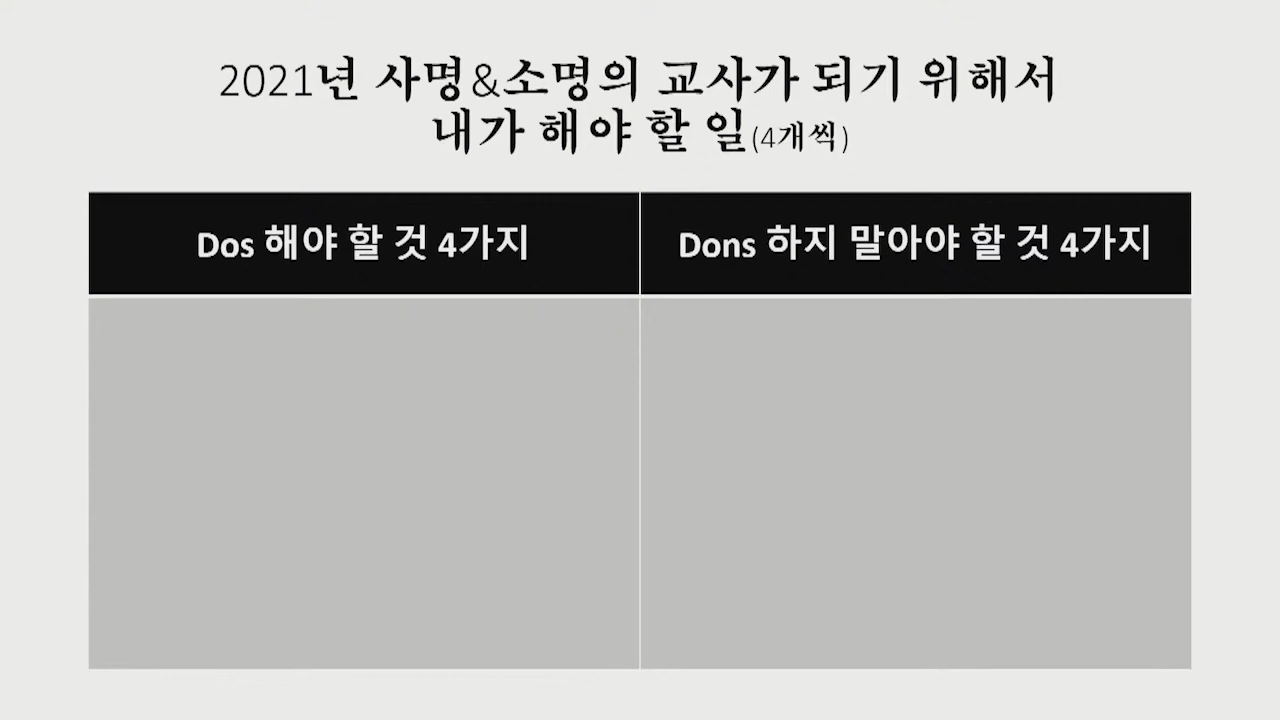 2021년 사명&소명의 교사가 되기 위해서
내가 해야 할 일(4개씩)
Dos 해야 할 것 4가지
Dons 하지 말아야 할 것 4가지